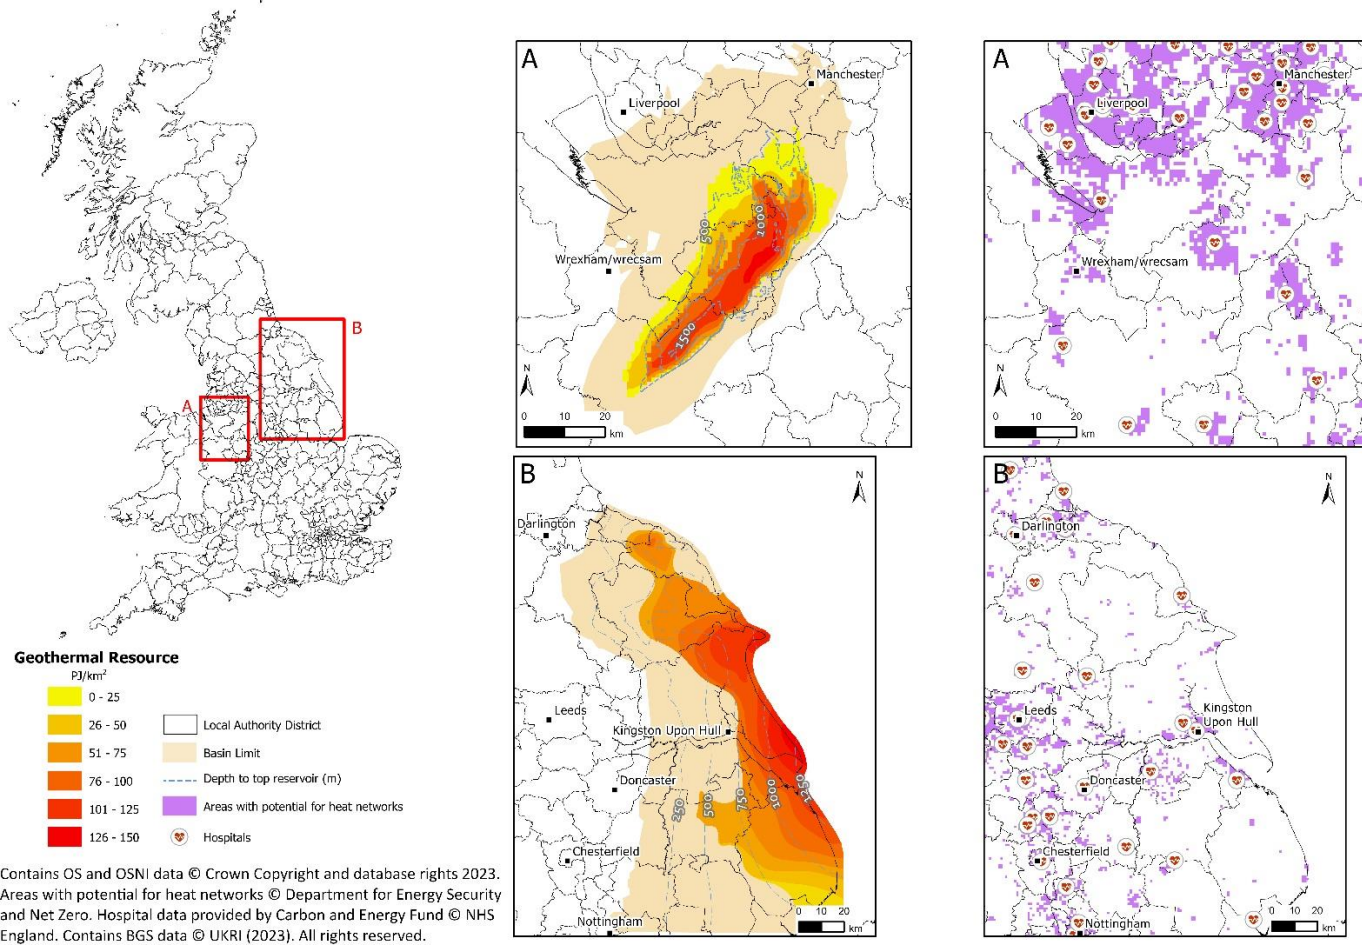 B
A
Geothermal Resource
PJ/km²
0 - 25
26 - 50
51 - 75
76 - 100
101 - 125
126 - 150
Local Authority District
Basin Limit
Depth to top reservoir (m)
Areas with potential for heat networks
Hospitals
Contains OS and OSNI data © Crown Copyright and database rights 2023.
Areas with potential for heat networks © Department for Energy Security
and Net Zero. Hospital data provided by Carbon and Energy Fund © NHS
England. Contains BGS data © UKRI (2023). All rights reserved.
A
Manchester
Liverpool
500
1000
Wrexham/wrecsam
1500
N
0 10 20
km
A
Manchester
Liverpool
Wrexham/wrecsam
N
0 10 20
km
B
N
Darlington
Leeds
Kingston Upon Hull
Doncaster
250
500
750
1000
1250
Chesterfield
Nottingham
0 10 20
km
B
N
Darlington
Leeds
Kingston
Upon Hull
Doncaster
Chesterfield
Nottingham
0 10 20
km